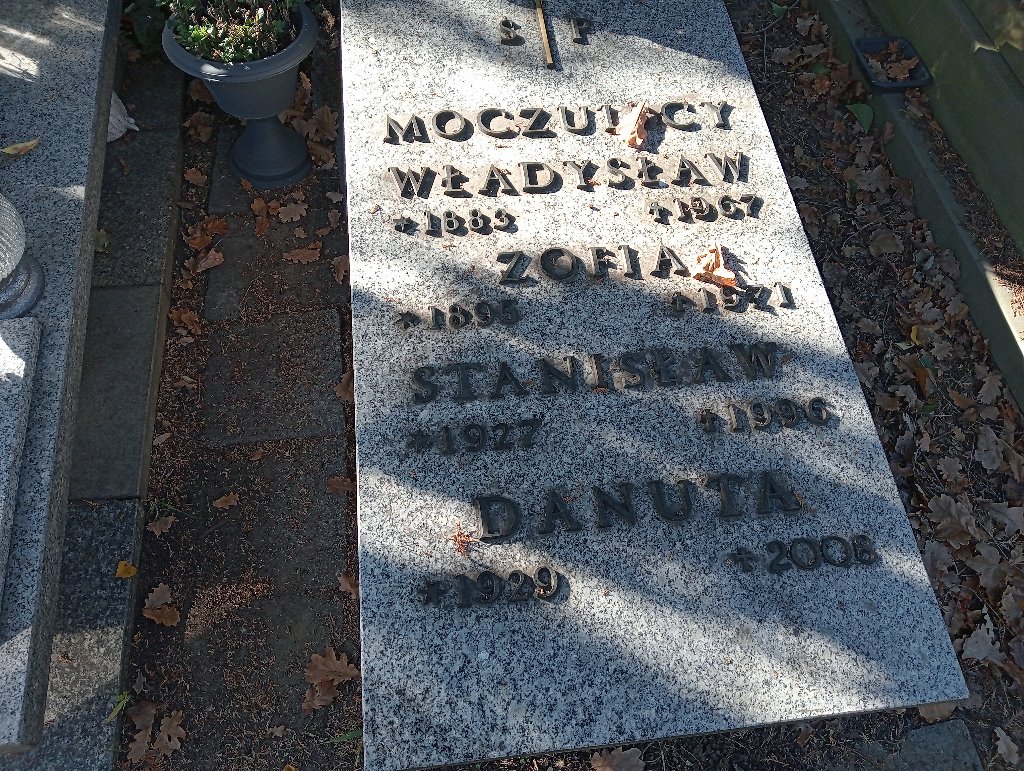 Ś P
MOCZULSCY
WŁADYSŁAW
*1883 +1967
ZOFIA
*1895 +1971
STANISŁAW
*1927 +1996
DANUTA
*1929 +2008